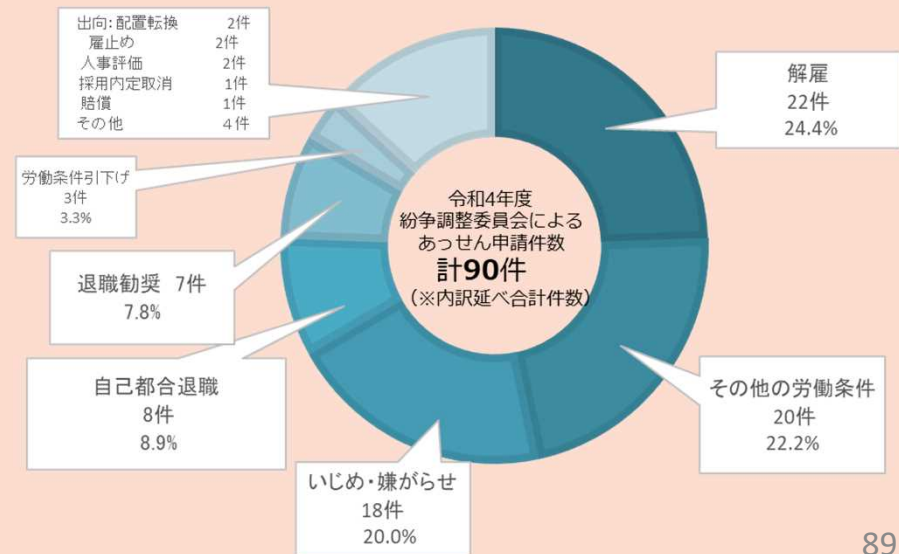 出向:配置転換 2件
雇止め 2件
人事評価 2件
採用内定取消 1件
賠償 1件
その他 4件
解雇
22件
24.4%
労働条件引下げ
3件
3.3%
令和4年度
紛争調整委員会による
あっせん申請件数
計90件
(※内訳延べ合計件数)
退職勧奨 7件
7.8%
自己都合退職
8件
8.9%
その他の労働条件
20件
22.2%
いじめ・嫌がらせ
18件
20.0%
89